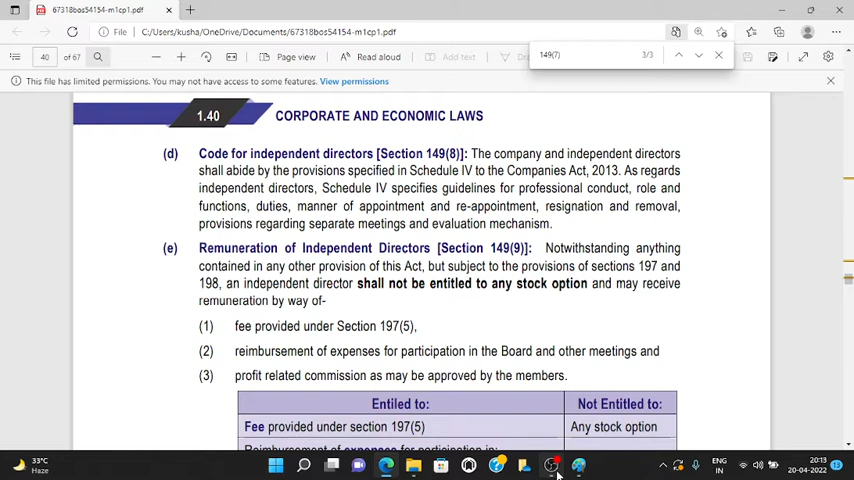 67318bos54154-m1cp1.pdf
File
C:/Users/kusha/OneDrive/Documents/67318bos54154-m1cp1.pdf
40 of 67
Page view
Read aloud
Add text
149(7)
3/3
This file has limited permissions. You may not have access to some features. View permissions
1.40 CORPORATE AND ECONOMIC LAWS
(d) Code for independent directors [Section 149(8)]: The company and independent directors
shall abide by the provisions specified in Schedule IV to the Companies Act, 2013. As regards
independent directors, Schedule IV specifies guidelines for professional conduct, role and
functions, duties, manner of appointment and re-appointment, resignation and removal,
provisions regarding separate meetings and evaluation mechanism.
(e) Remuneration of Independent Directors [Section 149(9)]: Notwithstanding anything
contained in any other provision of this Act, but subject to the provisions of sections 197 and
198, an independent director shall not be entitled to any stock option and may receive
remuneration by way of-
(1) fee provided under Section 197(5),
(2) reimbursement of expenses for participation in the Board and other meetings and
(3) profit related commission as may be approved by the members.
Entiled to: Not Entitled to:
Fee provided under section 197(5) Any stock option
Reimbursement of expenses for participation in:
33°C
Haze
ENG
IN
20:13
20-04-2022
13